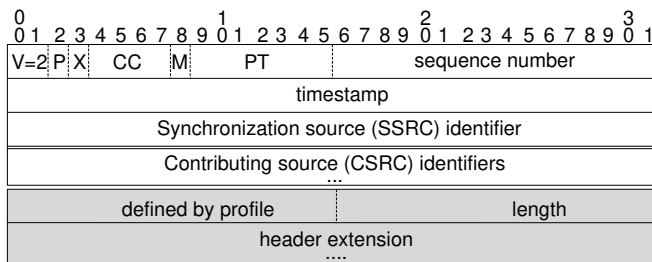 0 1 2 3
0 1 2 3 4 5 6 7 8 9 0 1 2 3 4 5 6 7 8 9 0 1 2 3 4 5 6 7 8 9 0 1
V=2 P X CC M PT sequence number
timestamp
Synchronization source (SSRC) identifier
Contributing source (CSRC) identifiers
...
defined by profile length
header extension
....